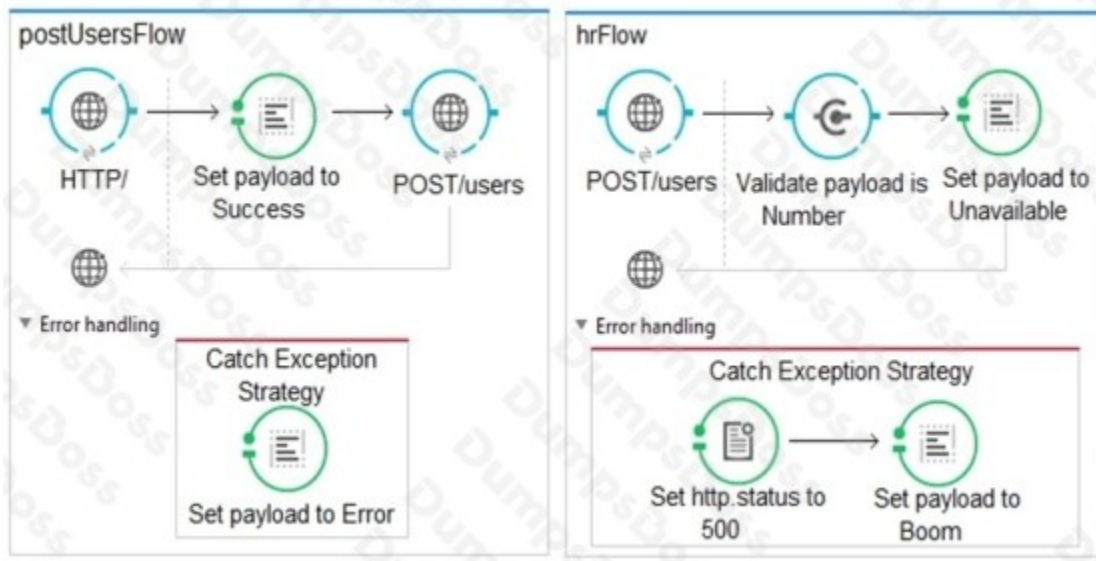 postUsersFlow
HTTP/
Set payload to
Success
POST/users
Error handling
Catch Exception
Strategy
Set payload to Error
hrFlow
POST/users
Validate payload is
Number
Set payload to
Unavailable
Error handling
Catch Exception Strategy
Set http.status to
500
Set payload to
Boom
DumpsDoss